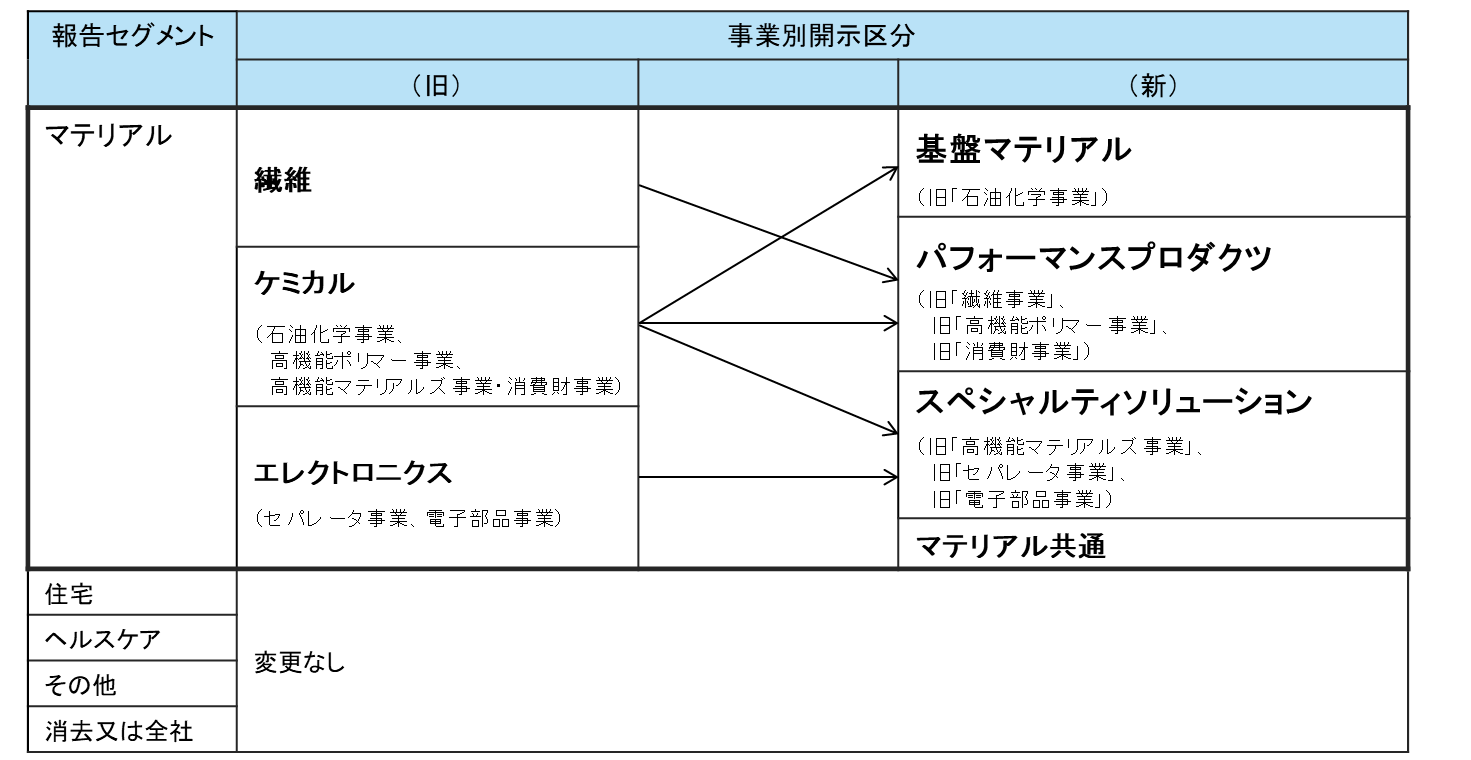 報告セグメント
事業別開示区分
（旧）
（新）
マテリアル
繊維
ケミカル
（石油化学事業、
高機能ポリマー事業、
高機能マテリアルズ事業・消費財事業）
エレクトロニクス
（セパレータ事業、電子部品事業）
基盤マテリアル
（旧「石油化学事業」）
パフォーマンスプロダクツ
（旧「繊維事業」、
旧「高機能ポリマー事業」、
旧「消費財事業」）
スペシャルティソリューション
（旧「高機能マテリアルズ事業」、
旧「セパレータ事業」、
旧「電子部品事業」）
マテリアル共通
住宅
ヘルスケア
その他
消去又は全社
変更なし